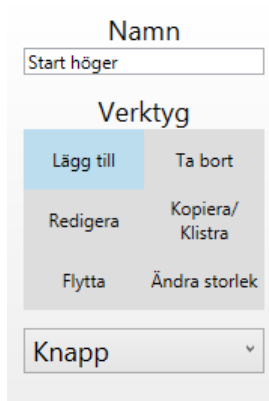 Namn
Start höger
Verktyg
Lägg till
Ta bort
Redigera
Kopiera/
Klistra
Flytta
Ändra storlek
Knapp